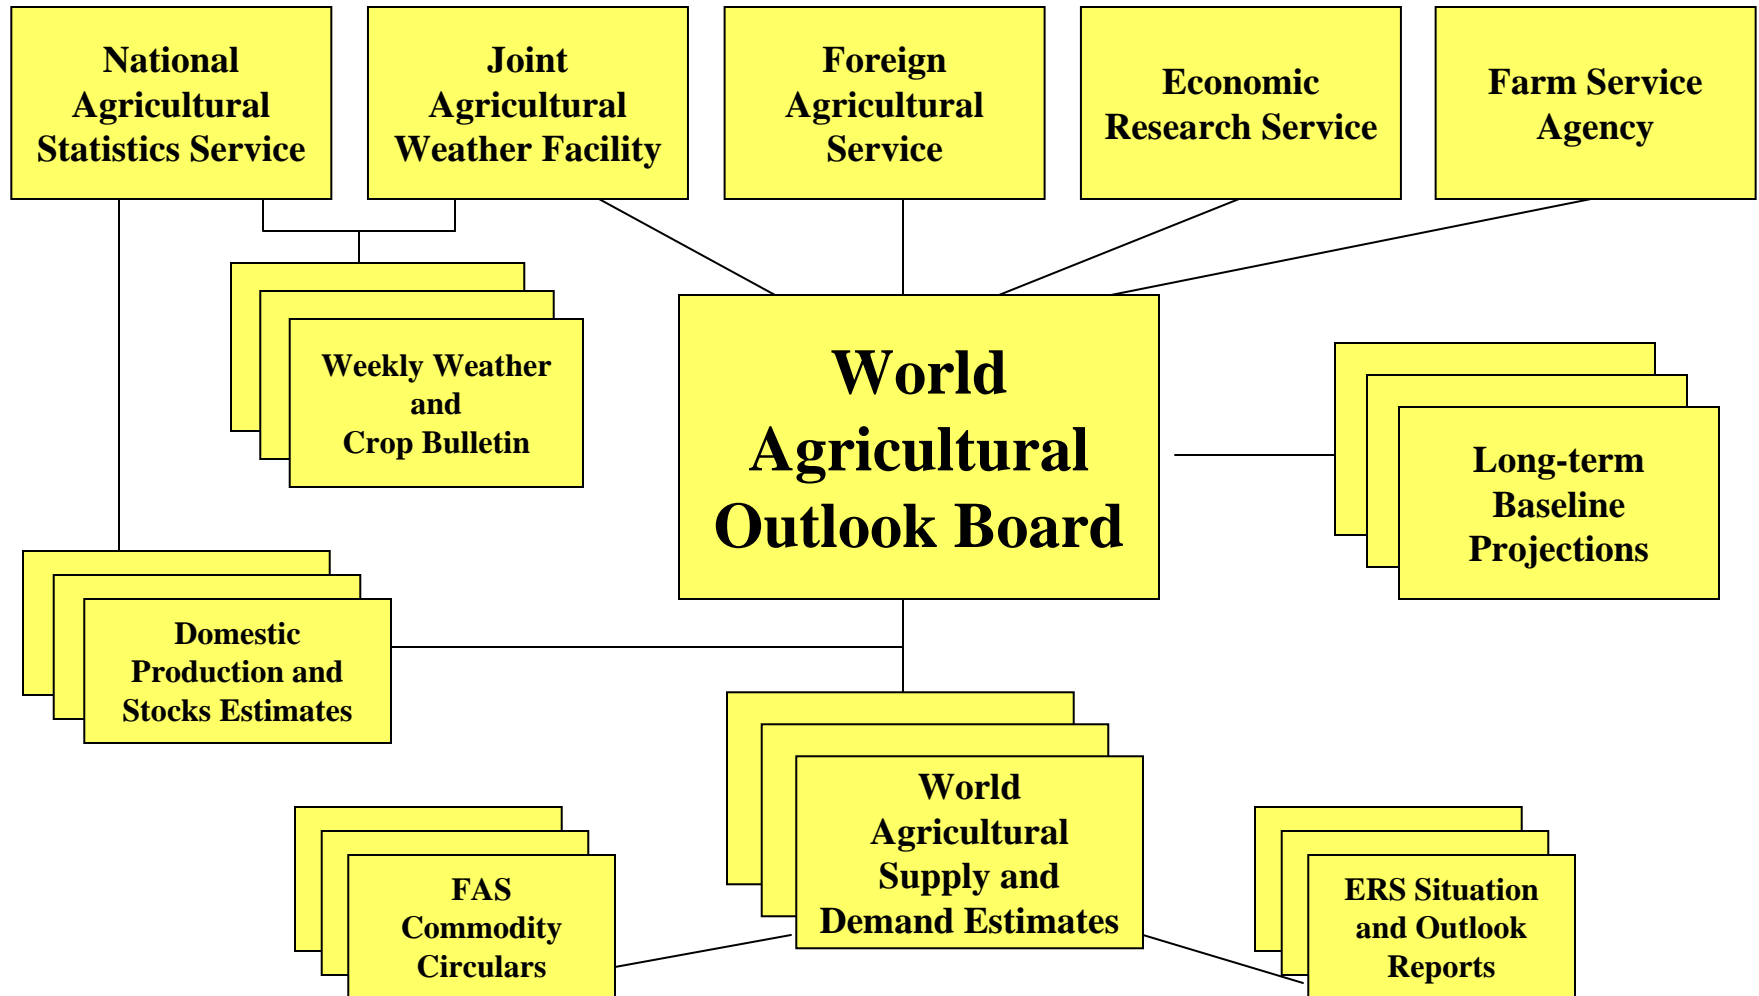 National
Agricultural
Statistics Service
Joint
Agricultural
Weather Facility
Foreign
Agricultural
Service
Economic
Research Service
Farm Service
Agency
Weekly Weather
and
Crop Bulletin
World
Agricultural
Outlook Board
Long-term
Baseline
Projections
Domestic
Production and
Stocks Estimates
World
Agricultural
Supply and
Demand Estimates
FAS
Commodity
Circulars
ERS Situation
and Outlook
Reports